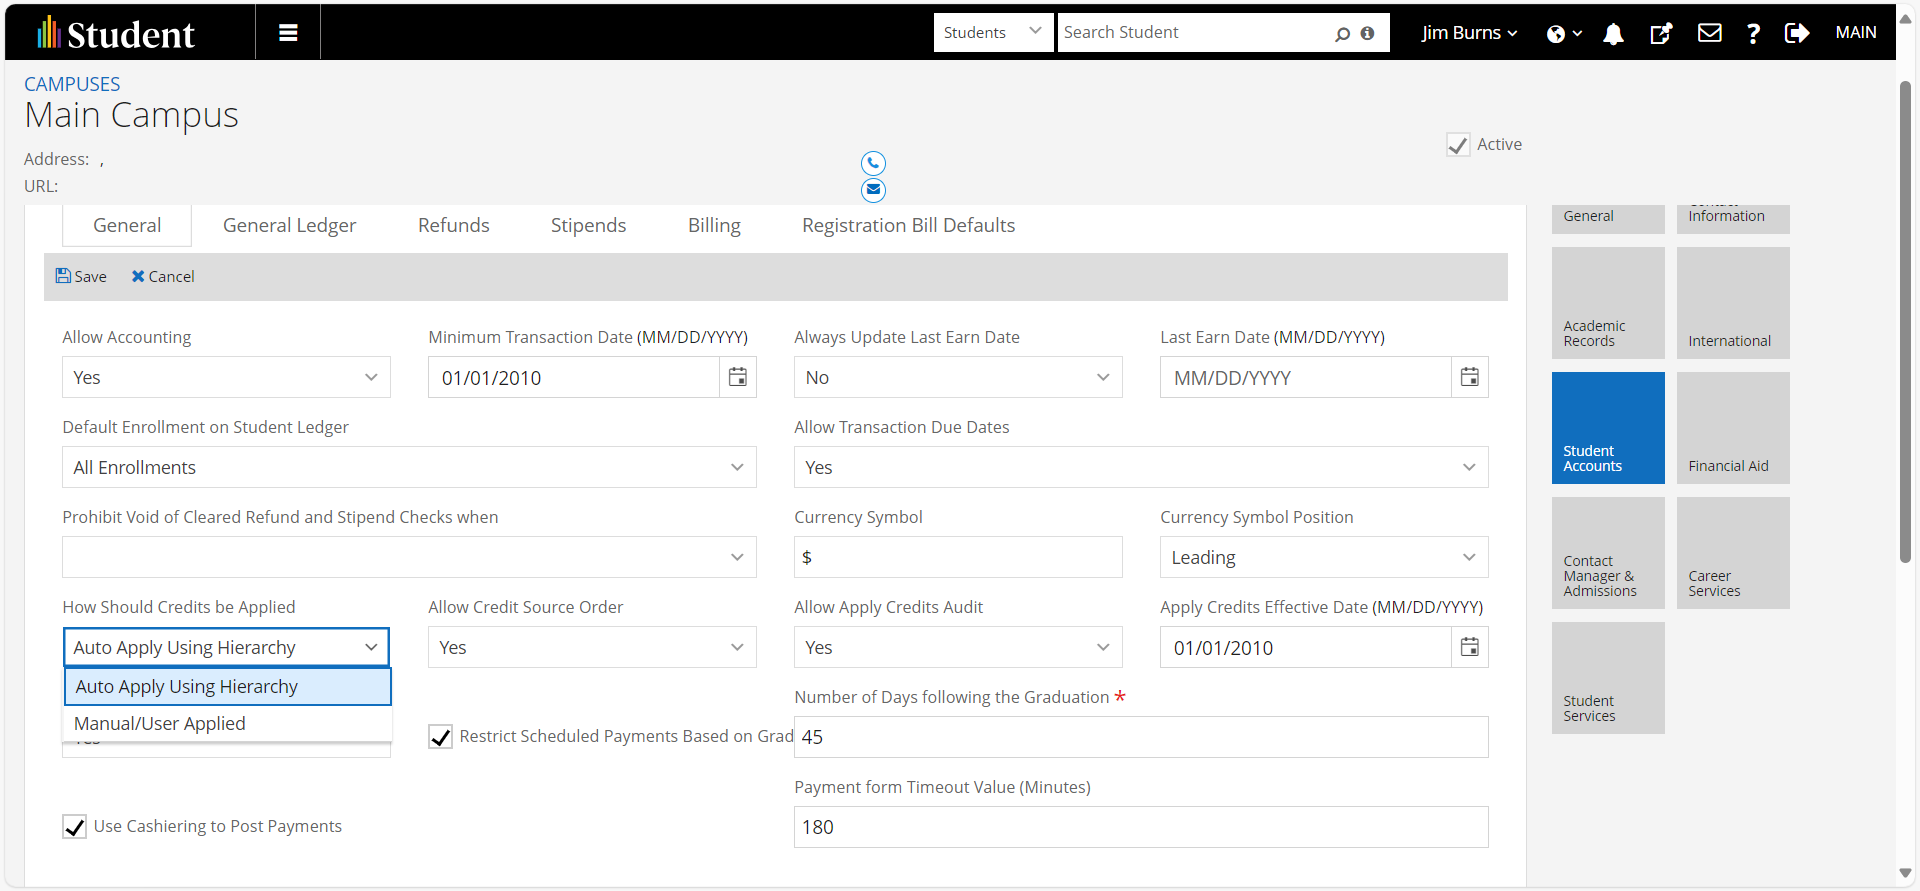 Student
Students
Search Student
Jim Burns
MAIN
CAMPUSES
Main Campus
Address: ,
URL:
Active
General
General Ledger
Refunds
Stipends
Billing
Registration Bill Defaults
Save
Cancel
Allow Accounting
Minimum Transaction Date (MM/DD/YYYY)
Always Update Last Earn Date
Last Earn Date (MM/DD/YYYY)
Yes
01/01/2010
No
MM/DD/YYYY
Default Enrollment on Student Ledger
Allow Transaction Due Dates
All Enrollments
Yes
Prohibit Void of Cleared Refund and Stipend Checks when
Currency Symbol
Currency Symbol Position
$
Leading
How Should Credits be Applied
Allow Credit Source Order
Allow Apply Credits Audit
Apply Credits Effective Date (MM/DD/YYYY)
Auto Apply Using Hierarchy
Yes
Yes
01/01/2010
Auto Apply Using Hierarchy
Manual/User Applied
Number of Days following the Graduation *
Restrict Scheduled Payments Based on Grad
45
Payment form Timeout Value (Minutes)
Use Cashiering to Post Payments
180
General
Information
Academic
Records
International
Student
Accounts
Financial Aid
Contact
Manager &
Admissions
Career
Services
Student
Services